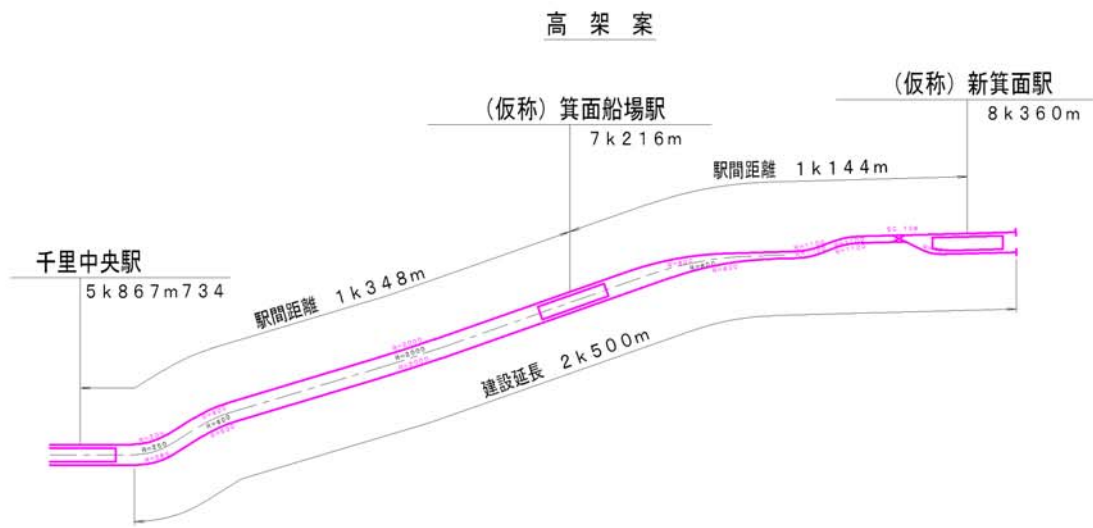 高架案
(仮称)新箕面駅
8k360m
(仮称)箕面船場駅
7k216m
駅間距離 1k144m
千里中央駅
5k867m734
駅間距離 1k348m
建設延長 2k500m